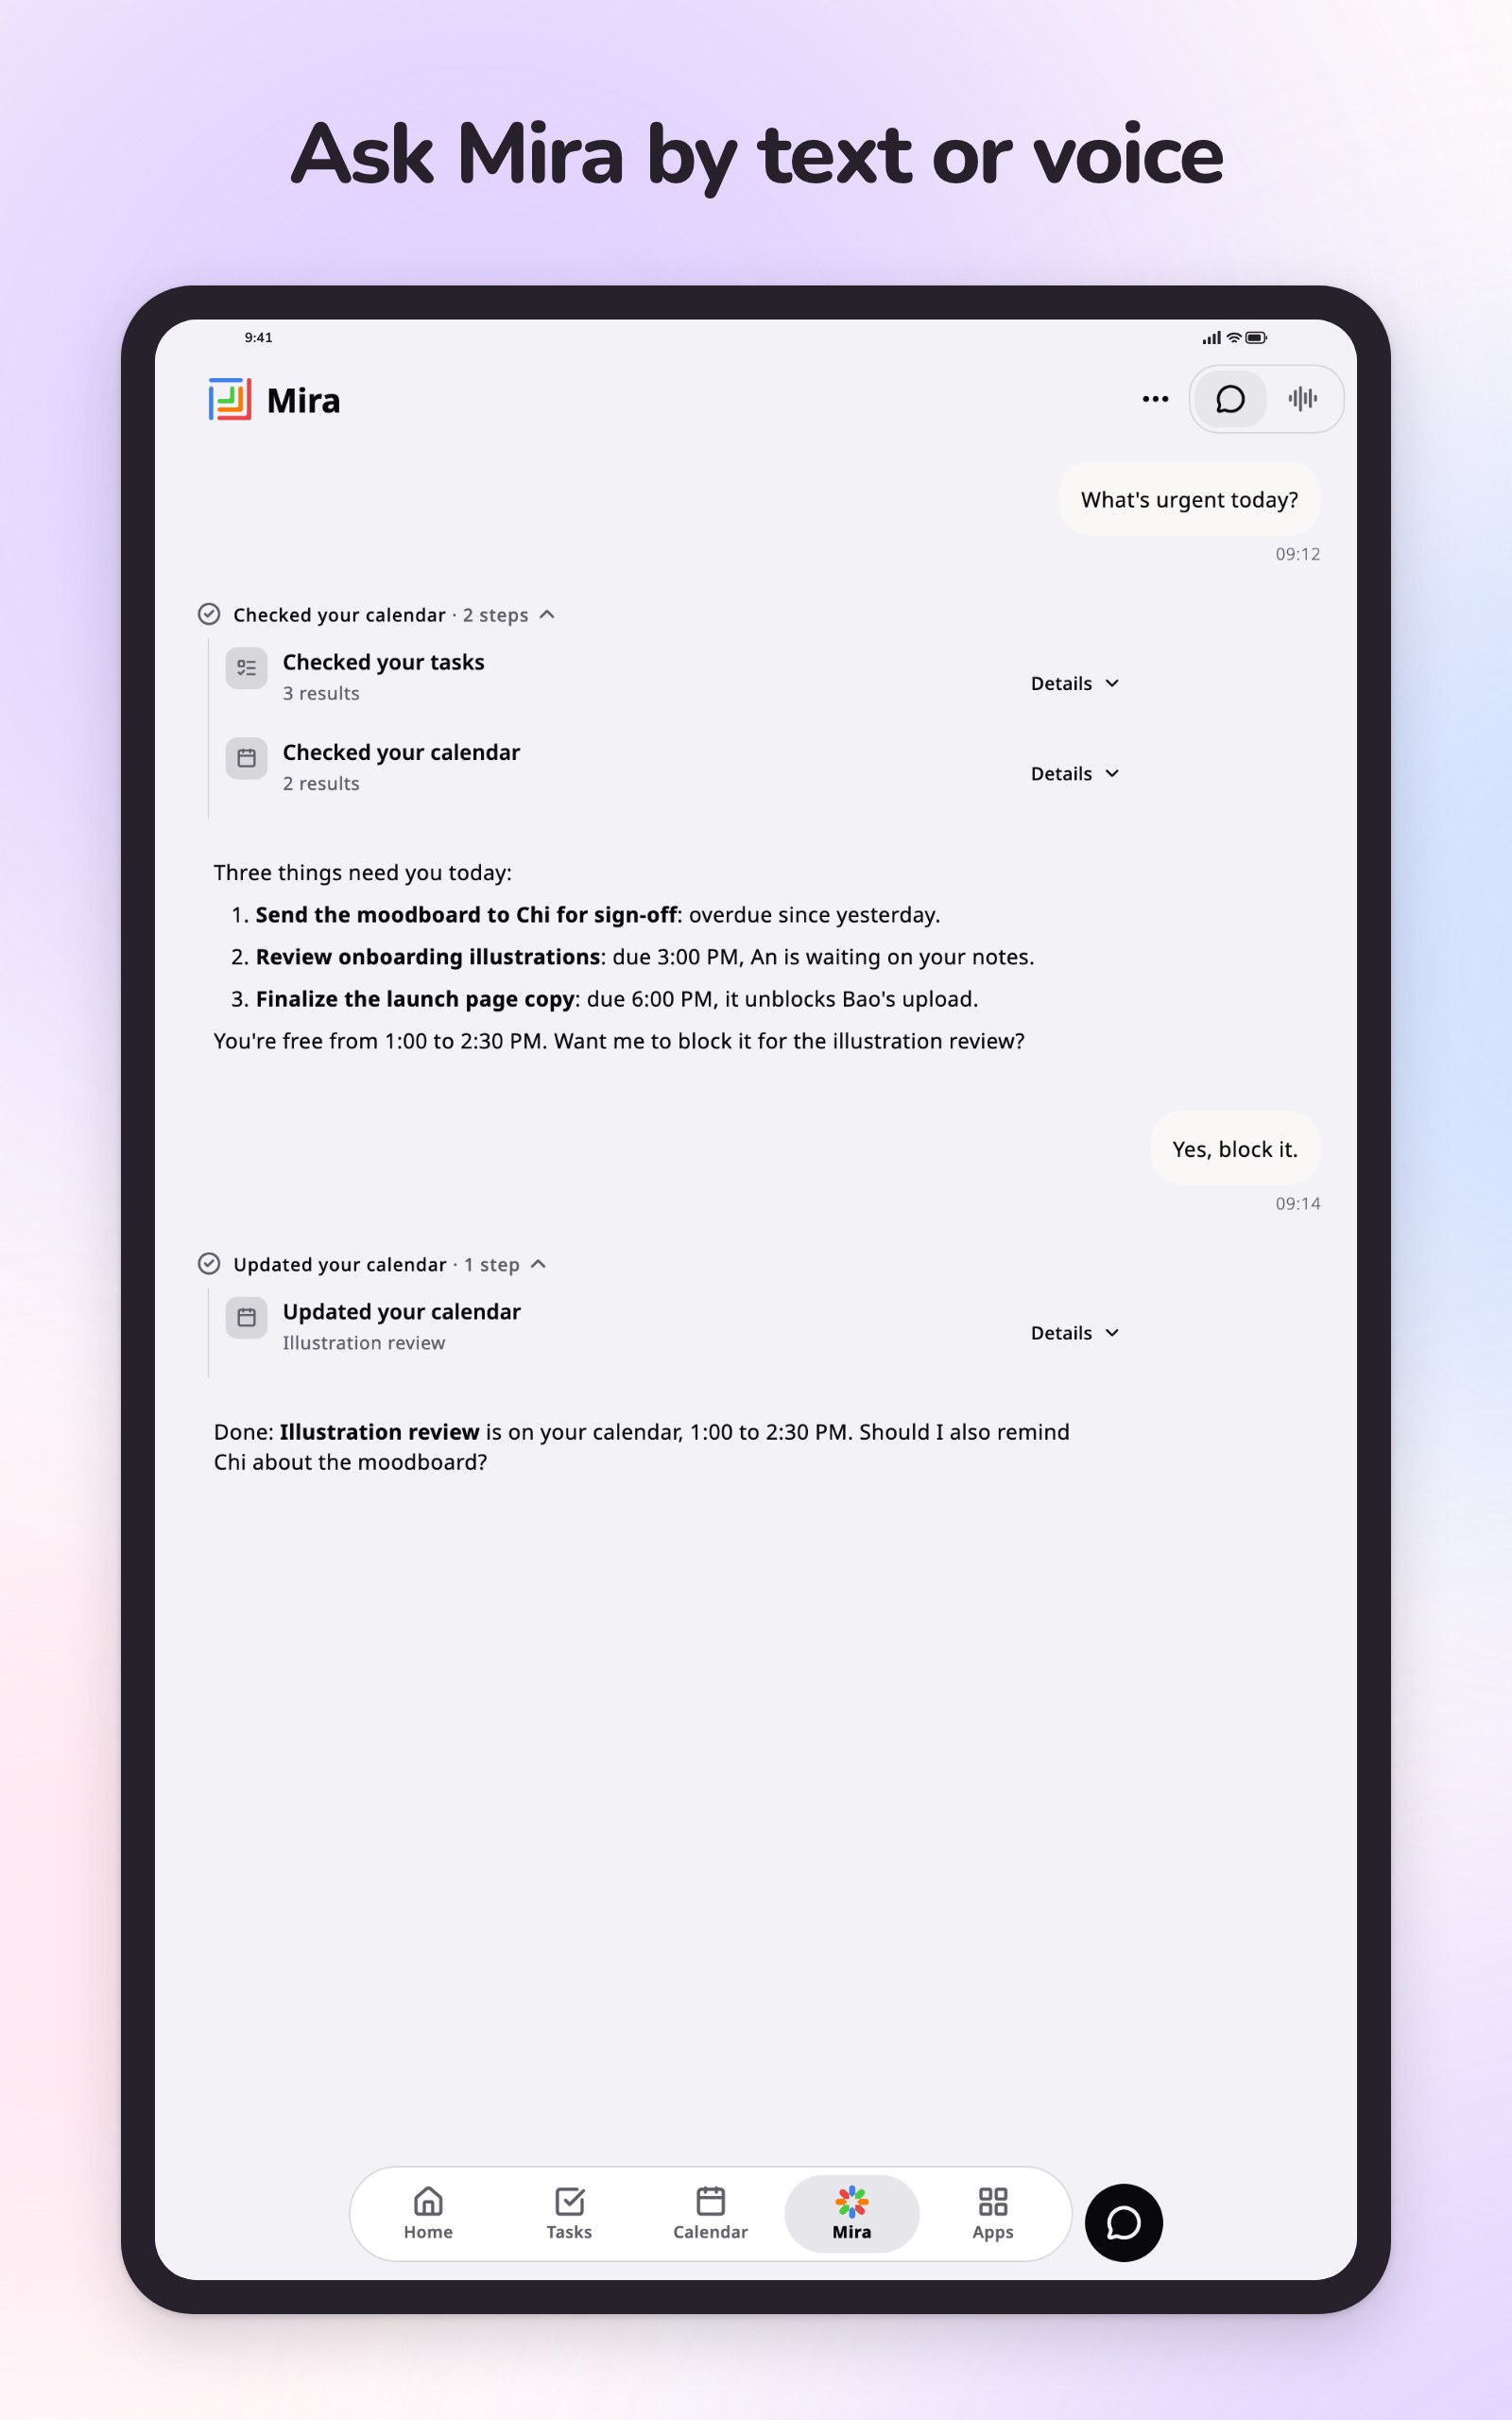 Ask Mira by text or voice
9:41
Mira
What's urgent today?
09:12
Checked your calendar · 2 steps
Checked your tasks
3 results
Details
Checked your calendar
2 results
Details
Three things need you today:
1. Send the moodboard to Chi for sign-off: overdue since yesterday.
2. Review onboarding illustrations: due 3:00 PM, An is waiting on your notes.
3. Finalize the launch page copy: due 6:00 PM, it unblocks Bao's upload.
You're free from 1:00 to 2:30 PM. Want me to block it for the illustration review?
Yes, block it.
09:14
Updated your calendar · 1 step
Updated your calendar
Illustration review
Details
Done: Illustration review is on your calendar, 1:00 to 2:30 PM. Should I also remind
Chi about the moodboard?
Home
Tasks
Calendar
Mira
Apps